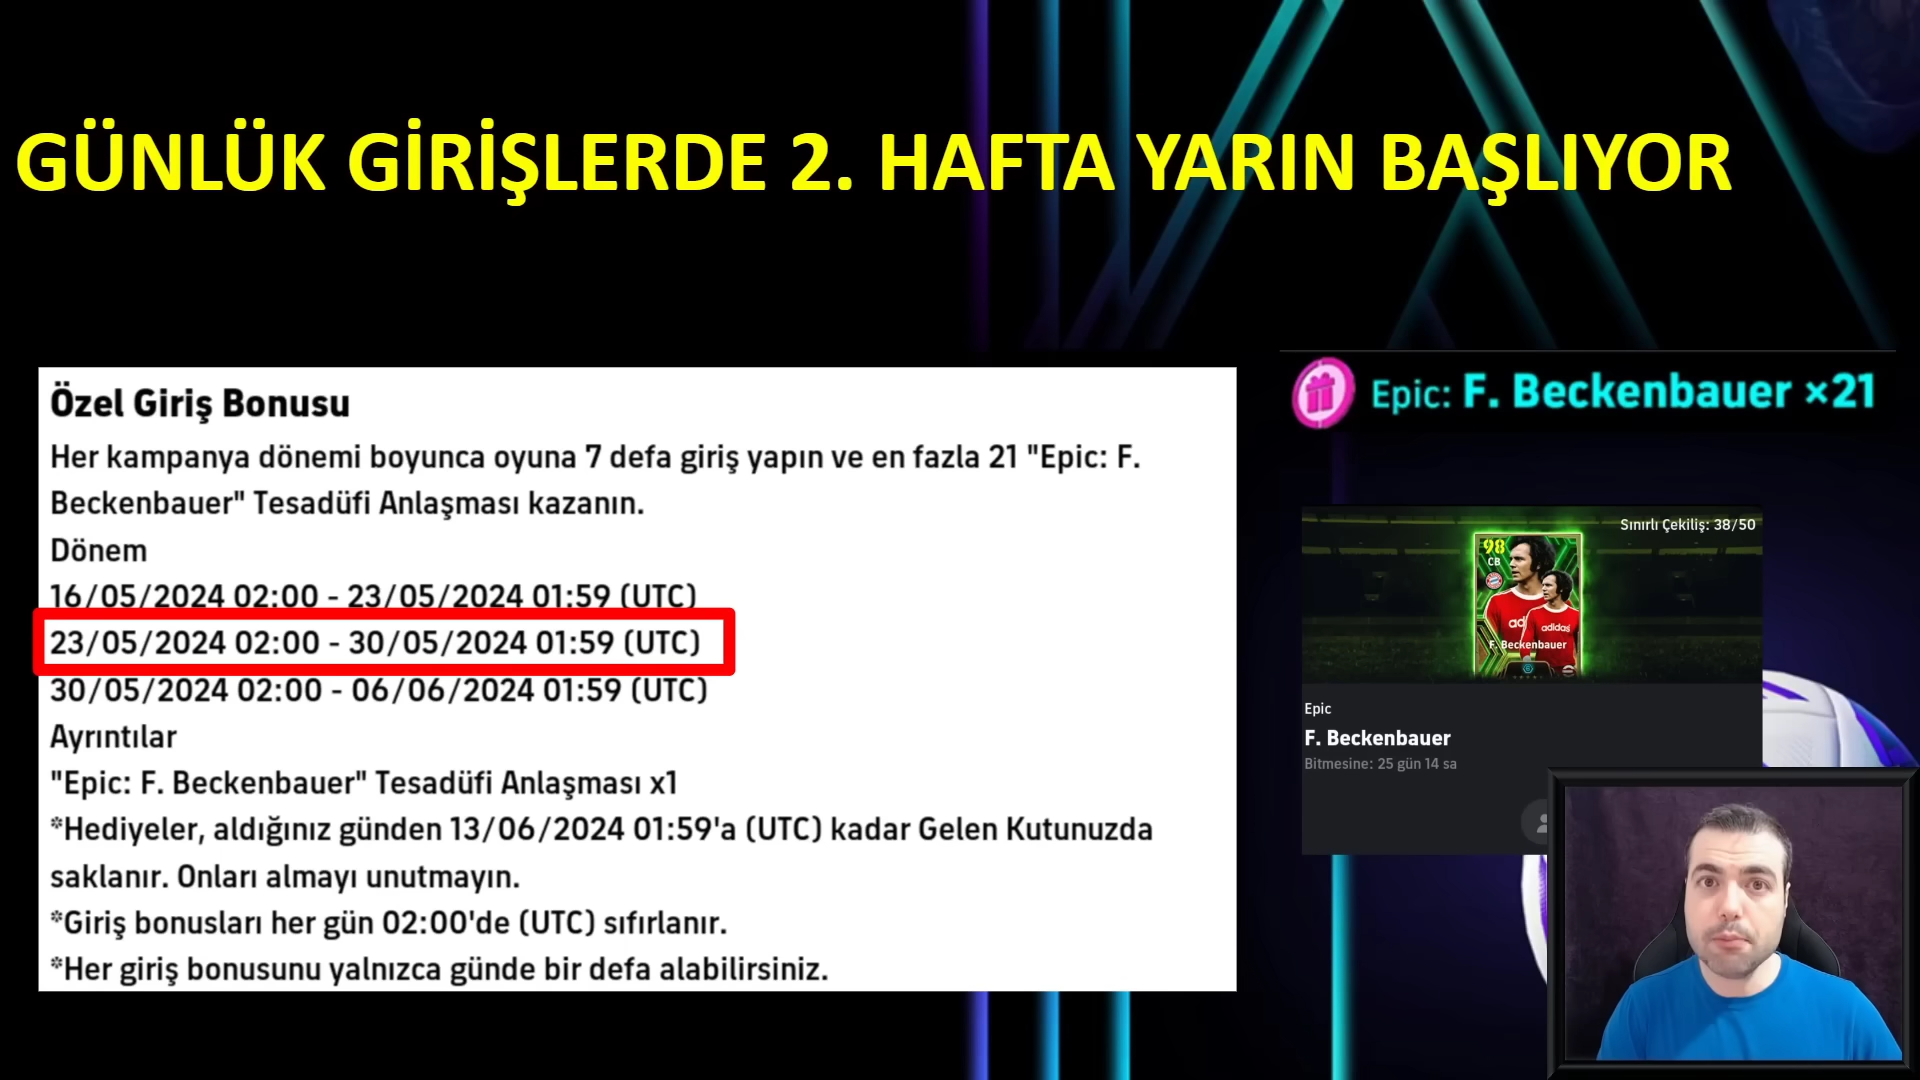 GÜNLÜK GİRİŞLERDE 2. HAFTA YARIN BAŞLIYOR
Özel Giriş Bonusu
Her kampanya dönemi boyunca oyuna 7 defa giriş yapın ve en fazla 21 "Epic: F.
Beckenbauer" Tesadüfi Anlaşması kazanın.
Dönem
16/05/2024 02:00 - 23/05/2024 01:59 (UTC)
23/05/2024 02:00 - 30/05/2024 01:59 (UTC)
30/05/2024 02:00 - 06/06/2024 01:59 (UTC)
Ayrıntılar
"Epic: F. Beckenbauer" Tesadüfi Anlaşması x1
*Hediyeler, aldığınız günden 13/06/2024 01:59'a (UTC) kadar Gelen Kutunuzda
saklanır. Onları almayı unutmayın.
*Giriş bonusları her gün 02:00'de (UTC) sıfırlanır.
*Her giriş bonusunu yalnızca günde bir defa alabilirsiniz.
Epic: F. Beckenbauer ×21
Sınırlı Çekiliş: 38/50
98
CB
ad
adidas
F. Beckenbauer
Epic
F. Beckenbauer
Bitmesine: 25 gün 14 sa